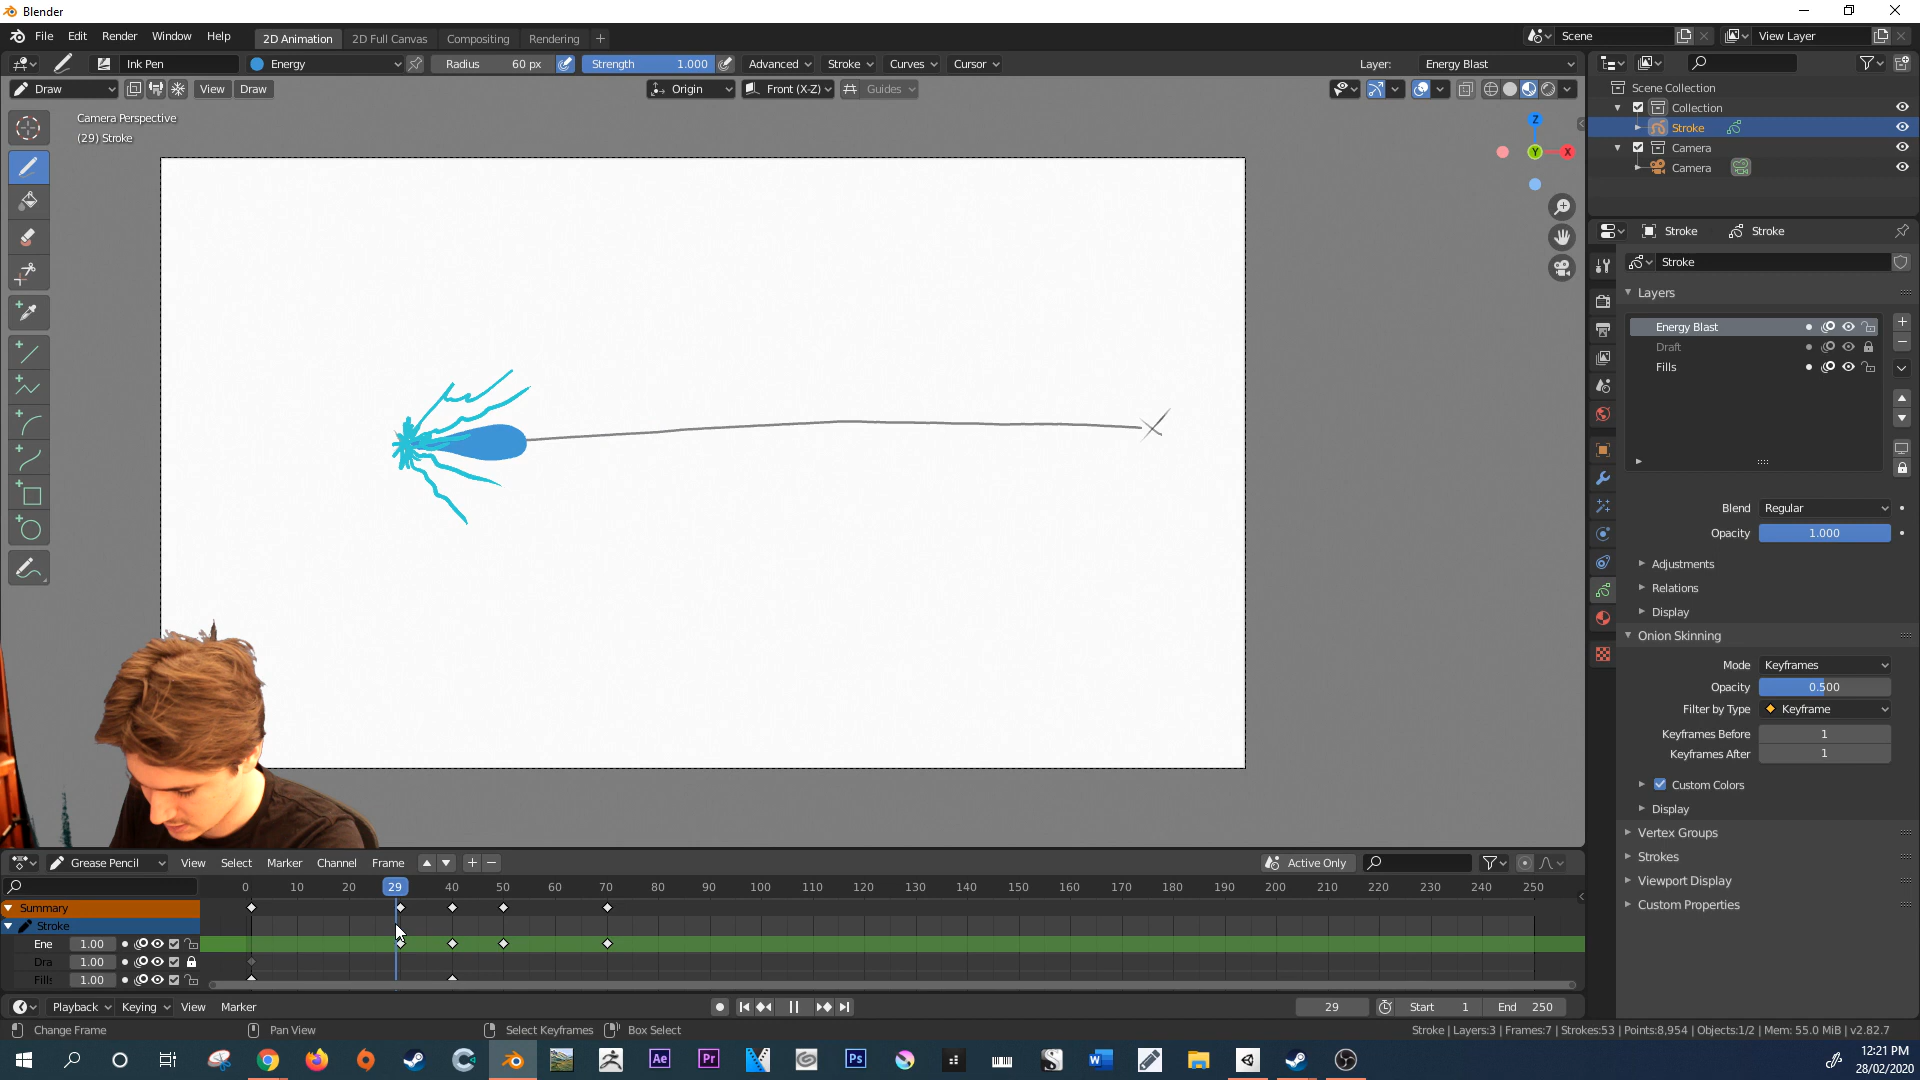 Blender
File Edit Render Window Help 2D Animation 2D Full Canvas Compositing Rendering + Scene View Layer
Ink Pen Energy Radius 60 px Strength 1.000 Advanced Stroke Curves Cursor Layer: Energy Blast
Draw View Draw Origin Front (X-Z) Guides
Scene Collection
Collection
Stroke
Camera
Camera
Camera Perspective
(29) Stroke
Z
Y
X
Stroke Stroke
Stroke
Layers
Energy Blast
Draft
Fills
Blend Regular
Opacity 1.000
Adjustments
Relations
Display
Onion Skinning
Mode Keyframes
Opacity 0.500
Filter by Type Keyframe
Keyframes Before 1
Keyframes After 1
Custom Colors
Display
Vertex Groups
Strokes
Viewport Display
Custom Properties
Grease Pencil View Select Marker Channel Frame Active Only
0 10 20 29 40 50 60 70 80 90 100 110 120 130 140 150 160 170 180 190 200 210 220 230 240 250
Summary
Stroke
Ene 1.00
Dra 1.00
Fills 1.00
Playback Keying View Marker 29 Start 1 End 250
Change Frame Pan View Select Keyframes Box Select Stroke | Layers:3 | Frames:7 | Strokes:53 | Points:8,954 | Objects:1/2 | Mem: 55.0 MiB | v2.82.7
Ae Pr Ps W
12:21 PM
28/02/2020